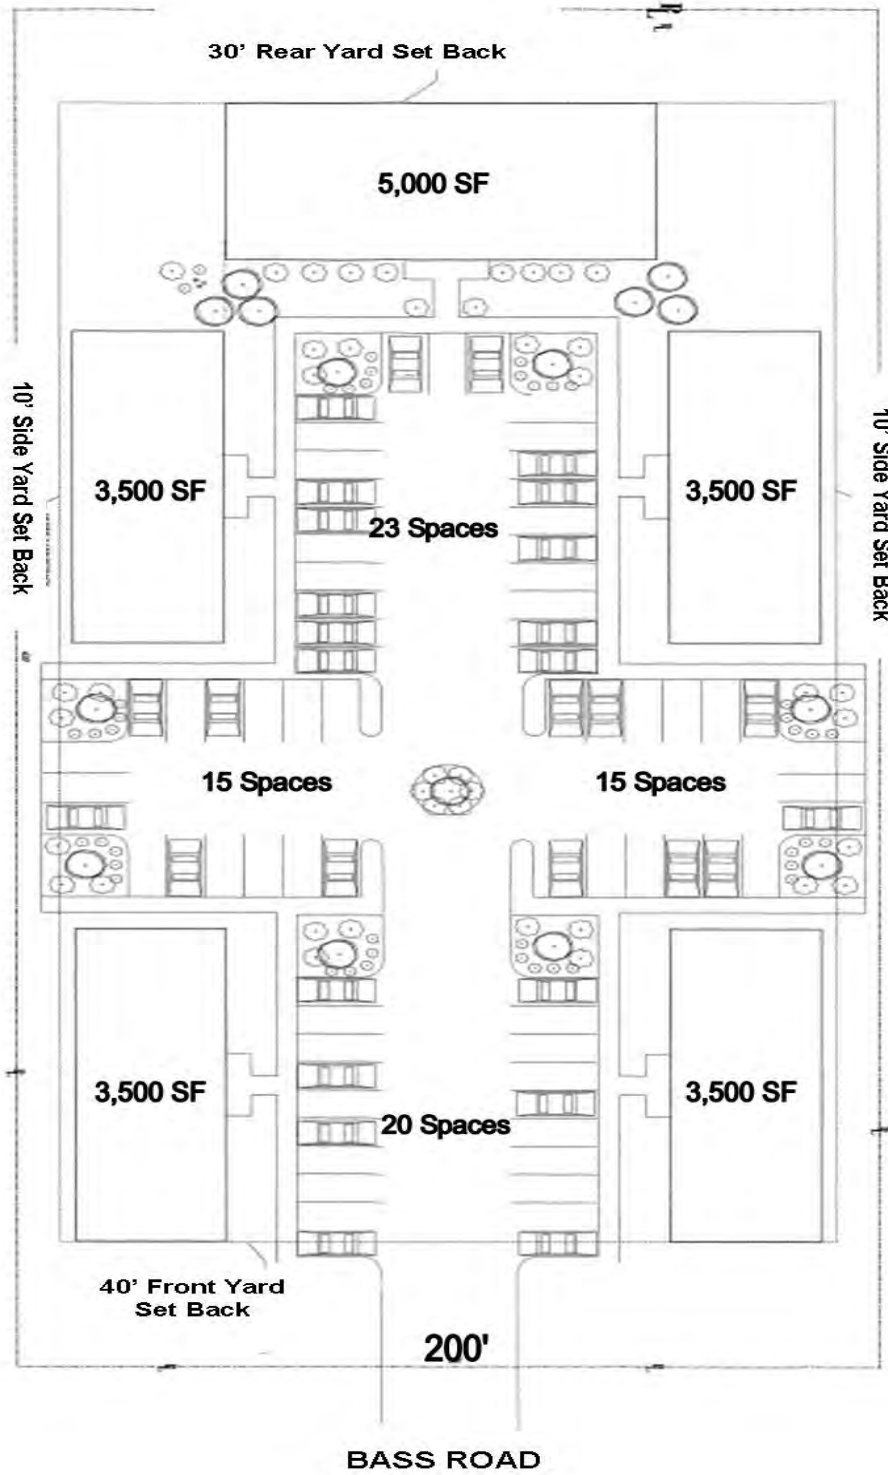 30' Rear Yard Set Back
5,000 SF
10' Side Yard Set Back
10' Side Yard Set Back
3,500 SF
3,500 SF
23 Spaces
15 Spaces
15 Spaces
3,500 SF
3,500 SF
20 Spaces
40' Front Yard
Set Back
200'
BASS ROAD